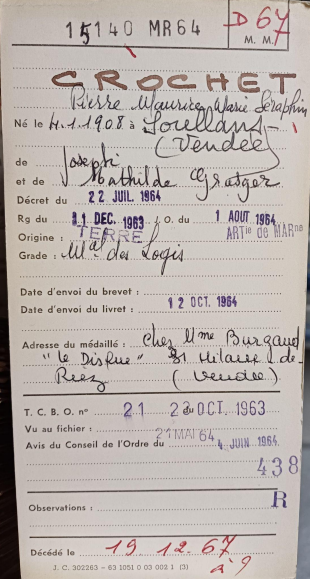 15140 MR64
D 67
M. M.
CROCHET
Pierre Maurice Marie Séraphin
Né le 4.1.1908 à Soullans
(Vendée)
de Joseph
et de Mathilde
Décret du 22 JUIL. 1964
Rg du 31 DEC. 1963 J.O. du 1 AOUT 1964
Origine : TERRE ARTie de MARne
Grade : Mal des Logis
Date d'envoi du brevet :
Date d'envoi du livret : 12 OCT. 1964
Adresse du médaillé : chez Mme Burgaud
"le " St Hilaire de
Riez (Vendée)
T. C. B. O. n° 21 du 23 OCT. 1963
Vu au fichier : 21 MAI 64
Avis du Conseil de l'Ordre du 4 JUIN 1964
438
Observations : R
Décédé le 19.12.67
à ?
J. C. 302263 - 63 1051 0 03 002 1 (3)